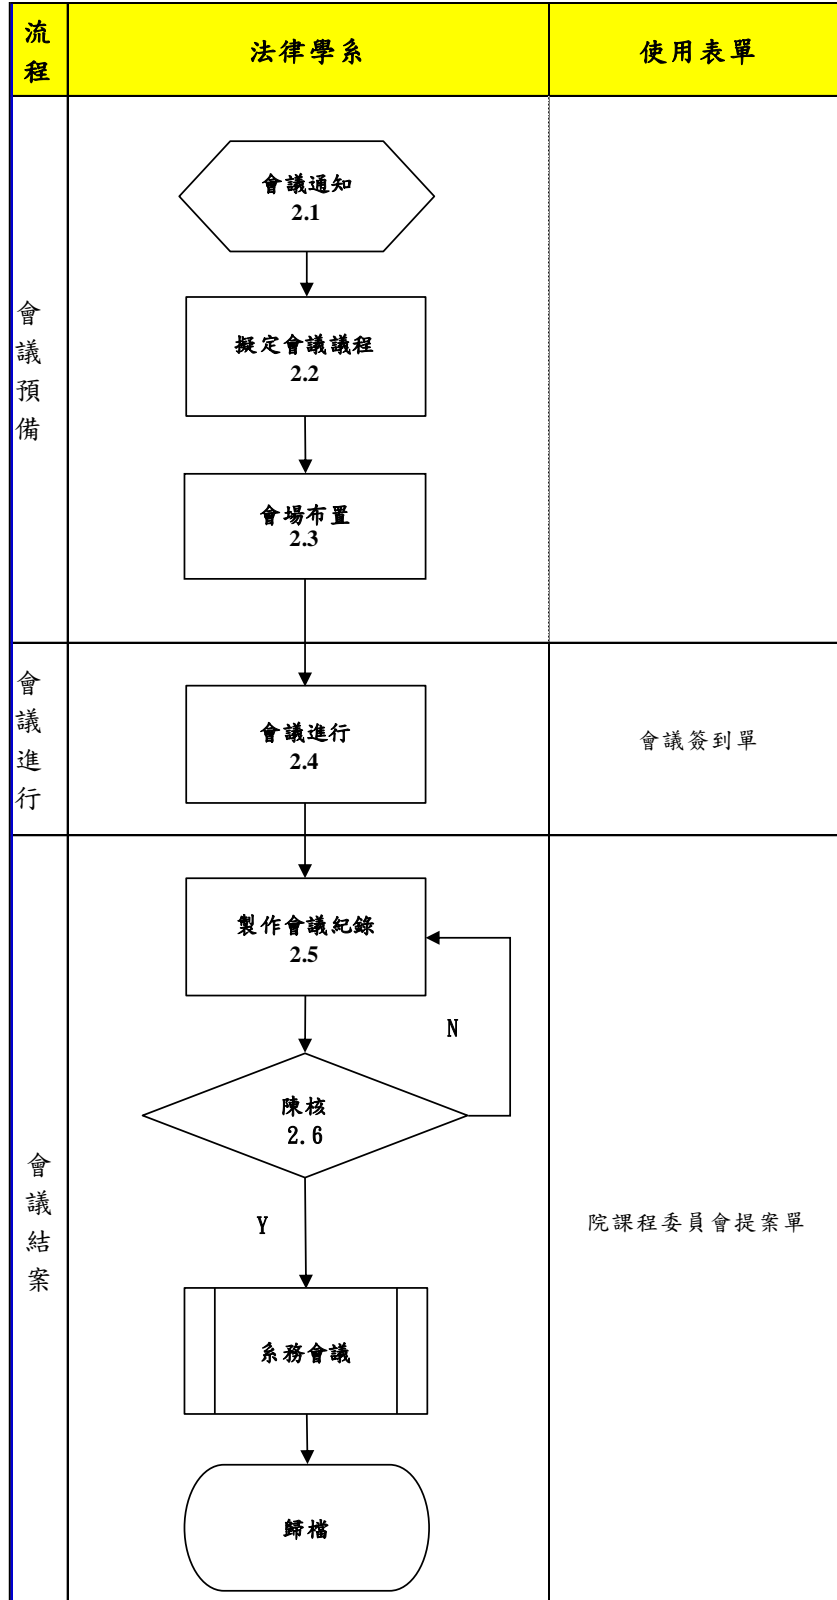 流程
法律學系
使用表單
會議預備
會議通知
2.1
擬定會議議程
2.2
會場布置
2.3
會議進行
會議進行
2.4
會議簽到單
會議結案
製作會議紀錄
2.5
N
陳核
2.6
Y
院課程委員會提案單
系務會議
歸檔